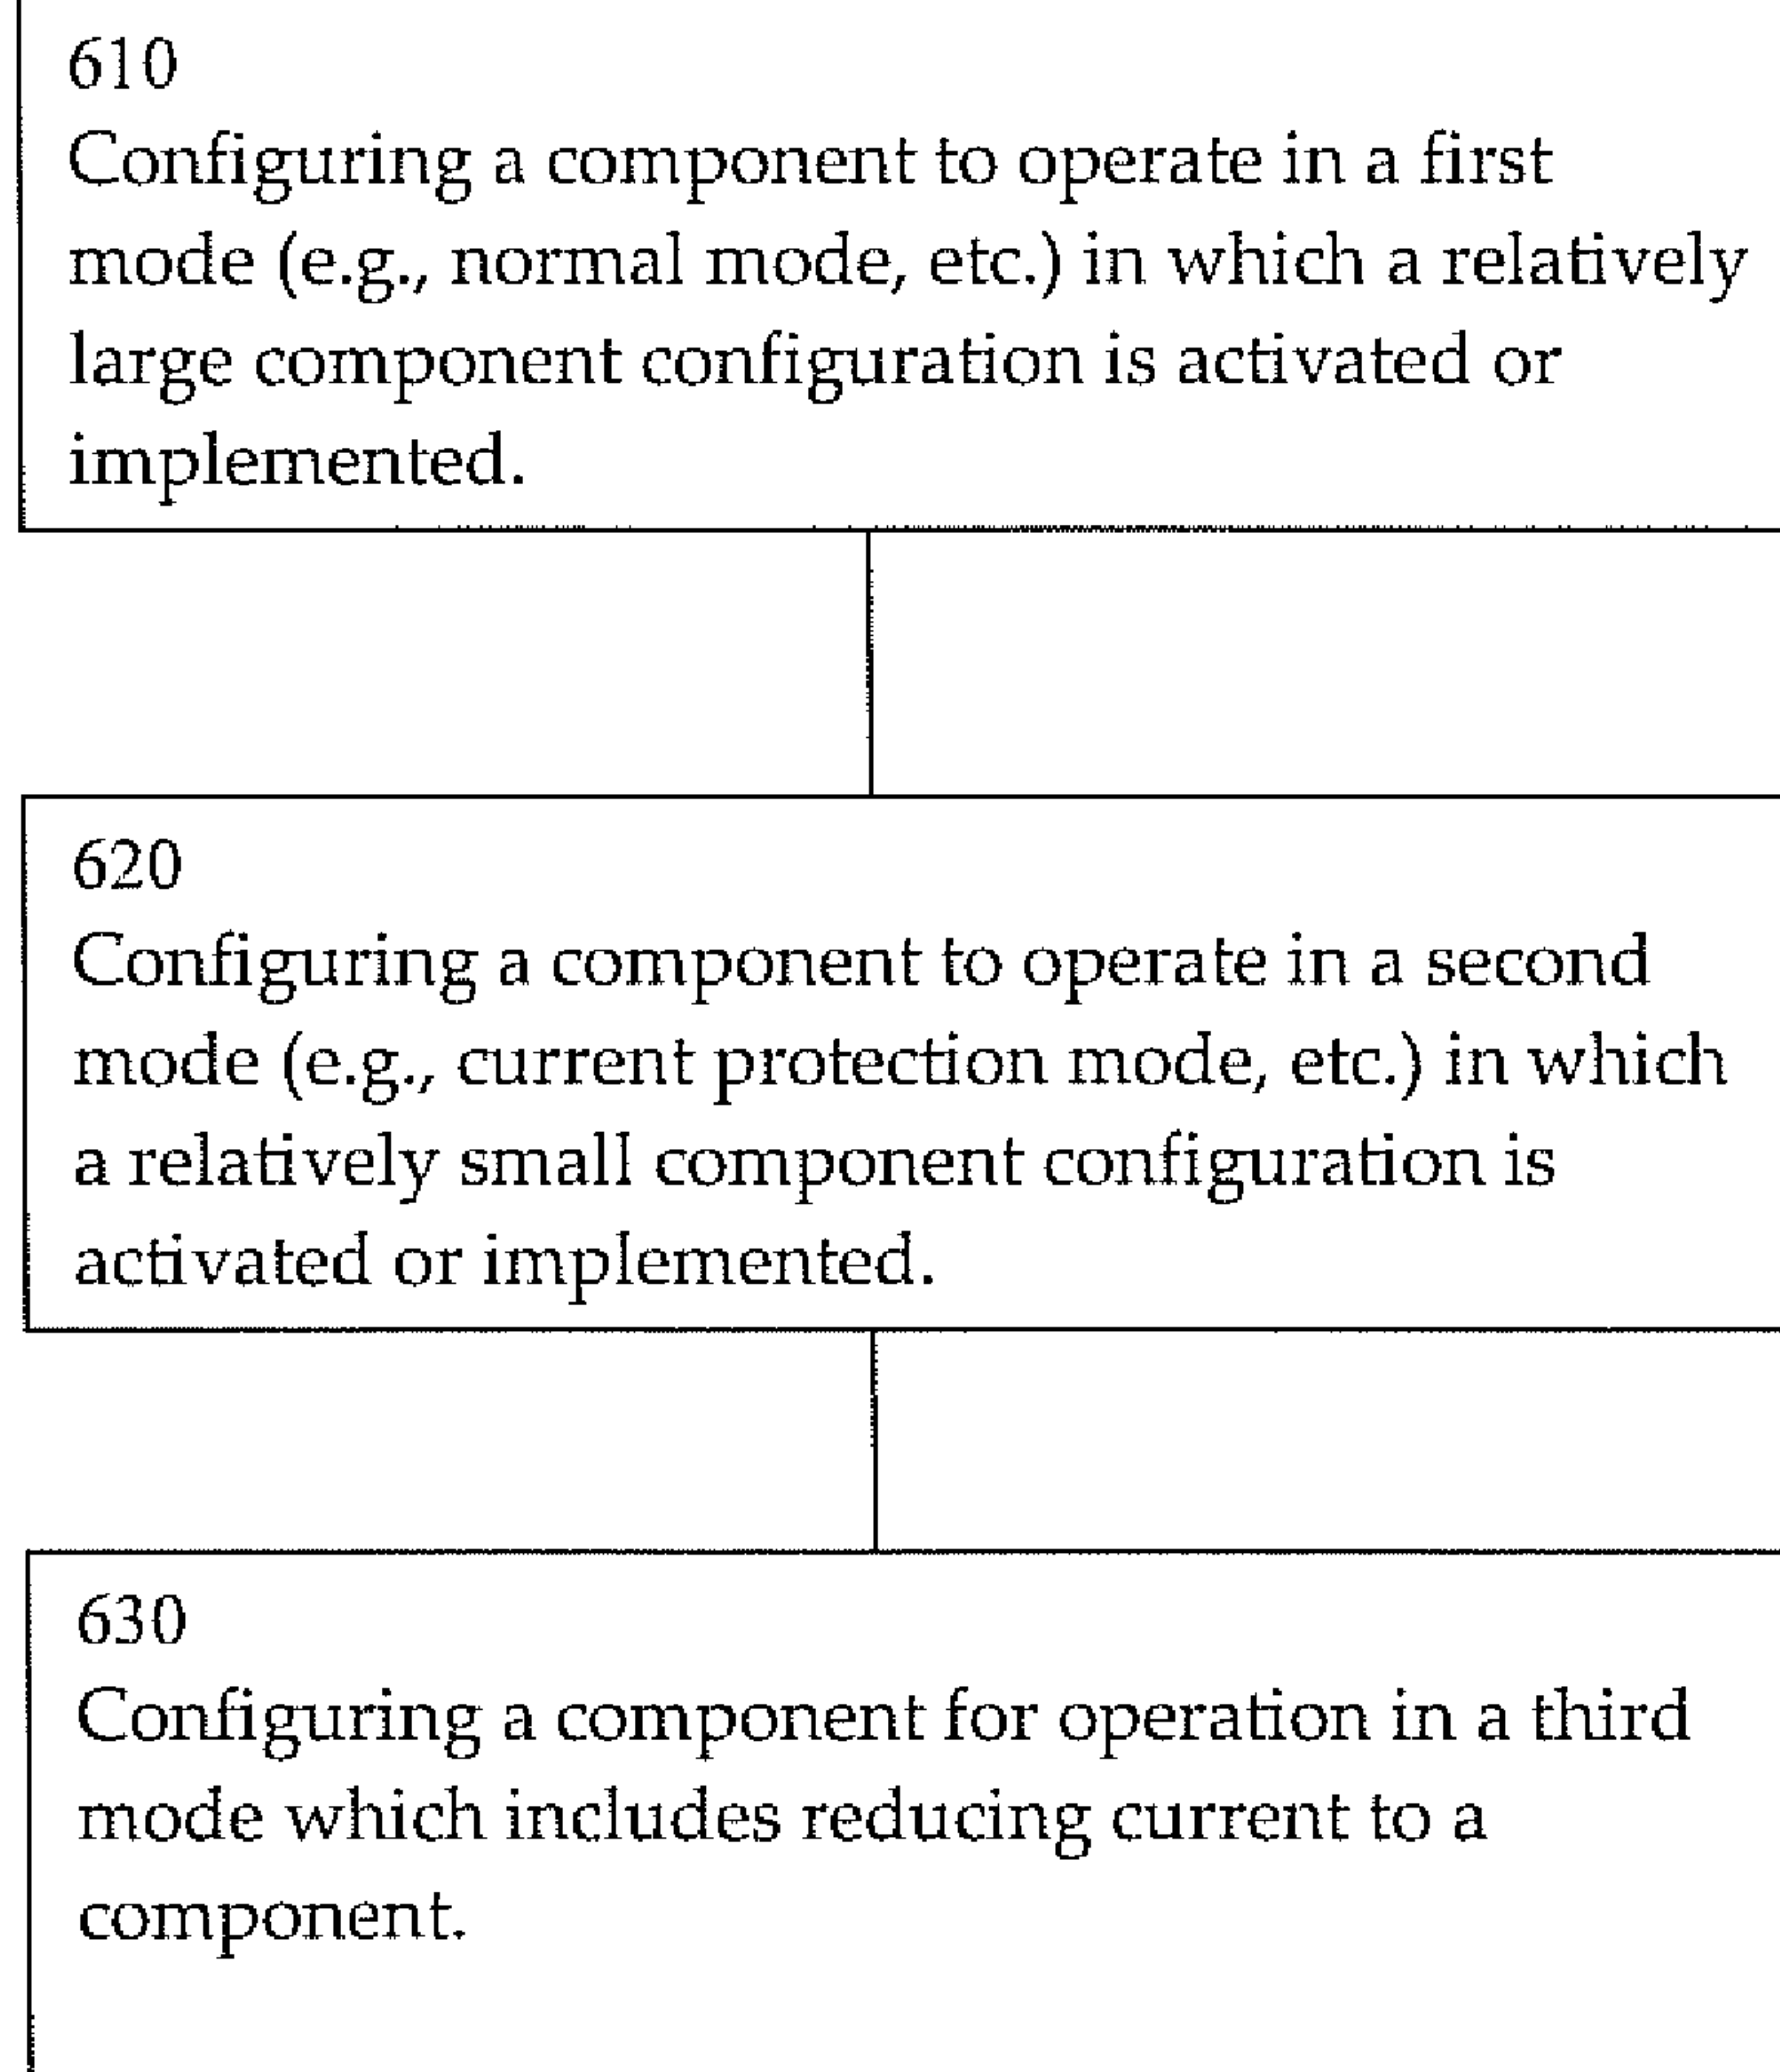 610
Configuring a component to operate in a first
mode (e.g., normal mode, etc.) in which a relatively
large component configuration is activated or
implemented.
620
Configuring a component to operate in a second
mode (e.g., current protection mode, etc.) in which
a relatively small component configuration is
activated or implemented.
630
Configuring a component for operation in a third
mode which includes reducing current to a
component.